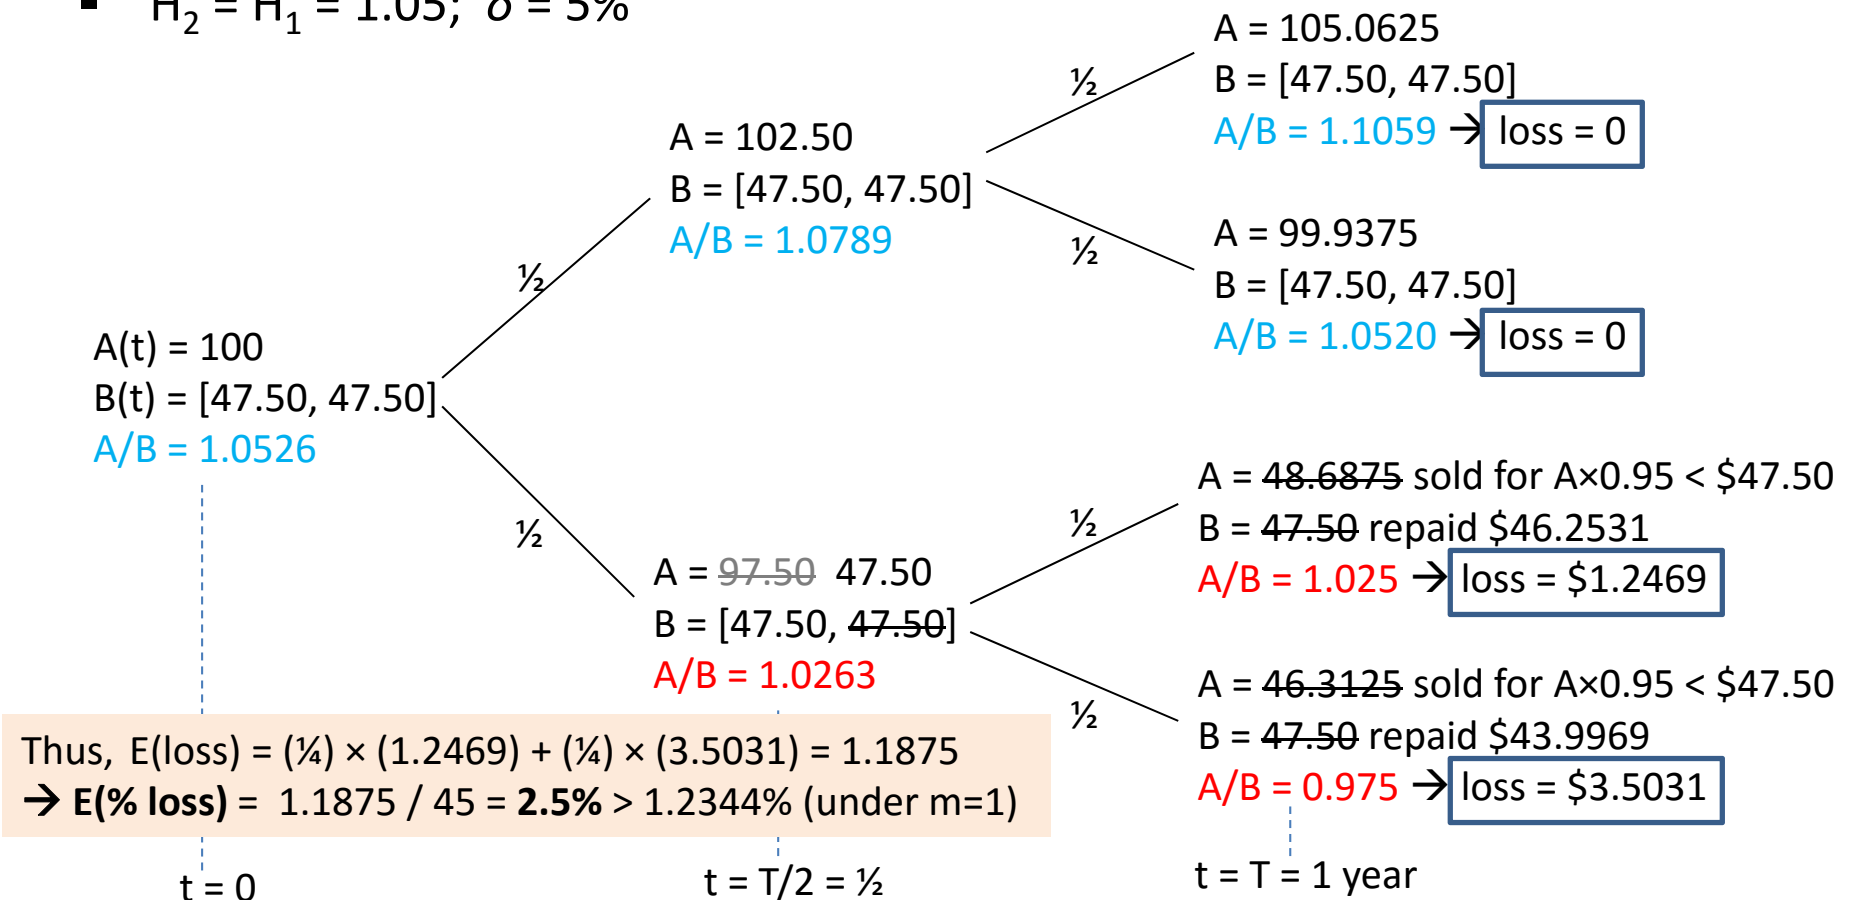 ▪ H₂ = H₁ = 1.05; δ = 5%
A = 105.0625
B = [47.50, 47.50]
A/B = 1.1059 → loss = 0
½
A = 102.50
B = [47.50, 47.50]
A/B = 1.0789
½
A = 99.9375
B = [47.50, 47.50]
A/B = 1.0520 → loss = 0
½
A(t) = 100
B(t) = [47.50, 47.50]
A/B = 1.0526
½
A = 97.50 47.50
B = [47.50, 47.50]
A/B = 1.0263
½
A = 48.6875 sold for A×0.95 < $47.50
B = 47.50 repaid $46.2531
A/B = 1.025 → loss = $1.2469
½
A = 46.3125 sold for A×0.95 < $47.50
B = 47.50 repaid $43.9969
A/B = 0.975 → loss = $3.5031
Thus, E(loss) = (¼) × (1.2469) + (¼) × (3.5031) = 1.1875
→ E(% loss) = 1.1875 / 45 = 2.5% > 1.2344% (under m=1)
t = 0
t = T/2 = ½
t = T = 1 year